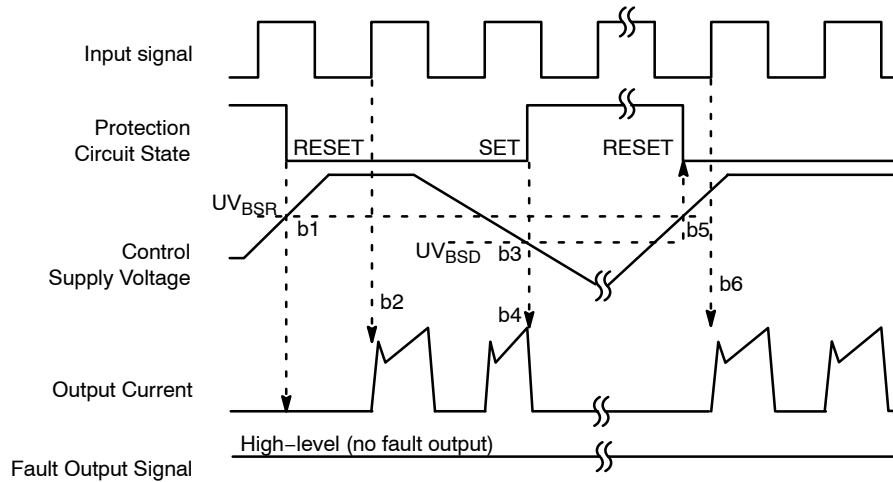 Input signal
Protection
Circuit State
RESET
SET
RESET
UVBSR
b1
b3
b5
UVBSD
Control
Supply Voltage
b2
b4
b6
Output Current
High−level (no fault output)
Fault Output Signal